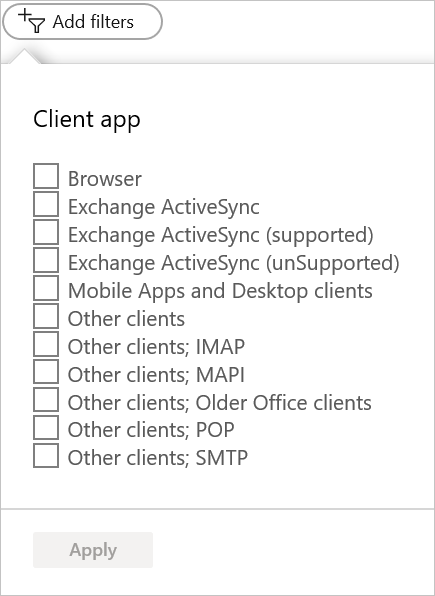 Add filters
Client app
Browser
Exchange ActiveSync
Exchange ActiveSync (supported)
Exchange ActiveSync (unSupported)
Mobile Apps and Desktop clients
Other clients
Other clients; IMAP
Other clients; MAPI
Other clients; Older Office clients
Other clients; POP
Other clients; SMTP
Apply